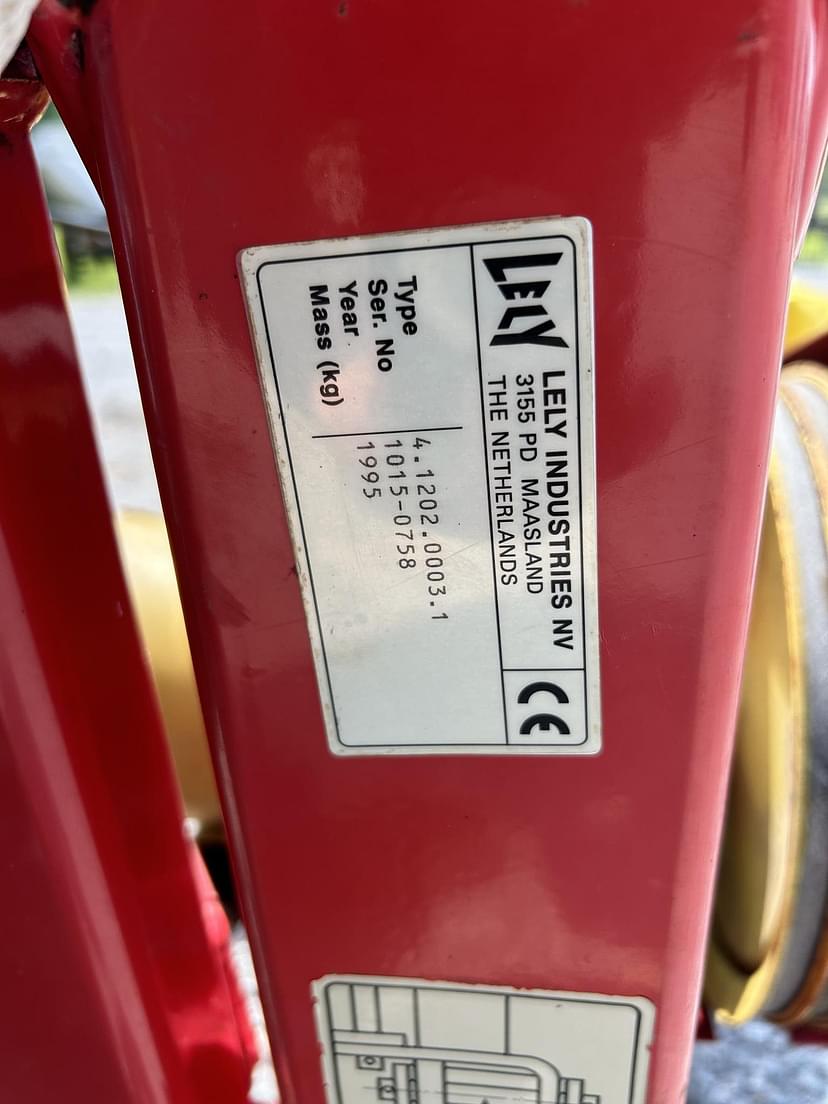 LELY
LELY INDUSTRIES NV
3155 PD MAASLAND
THE NETHERLANDS
CE
Type 4.1202.0003.1
Ser. No 1015-0758
Year 1995
Mass (kg)